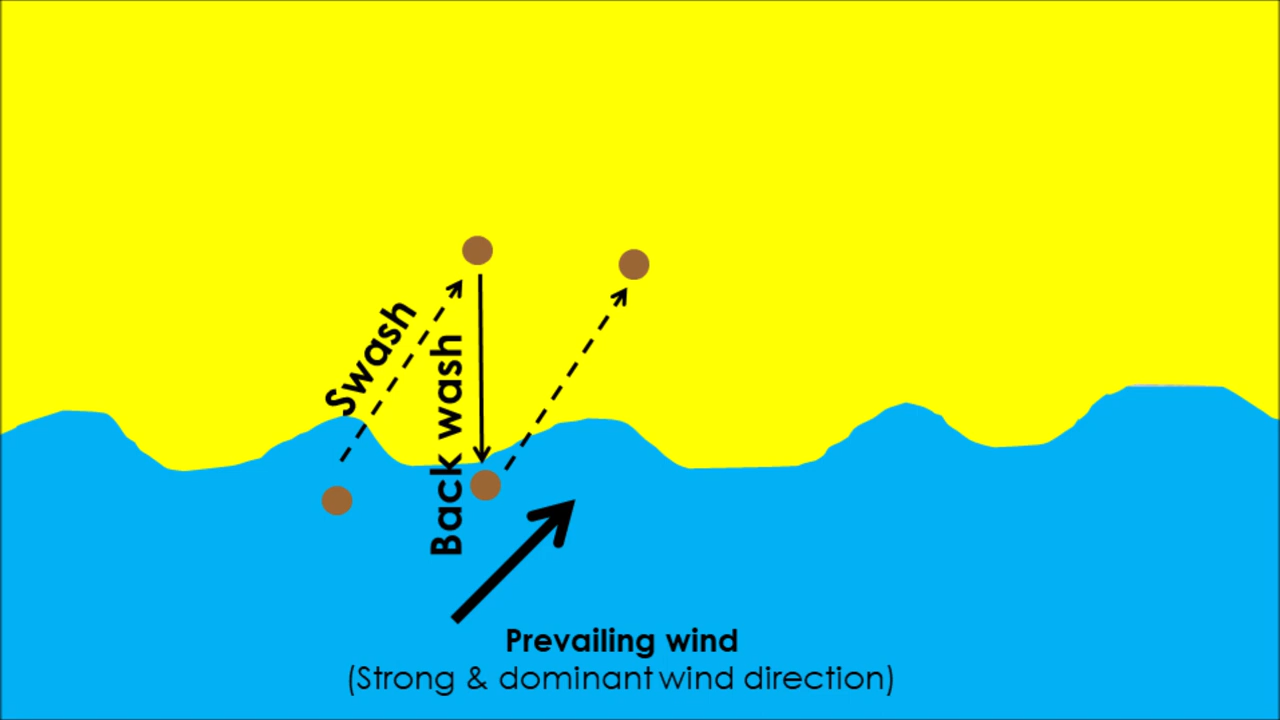 Swash
Back wash
Prevailing wind
(Strong & dominant wind direction)